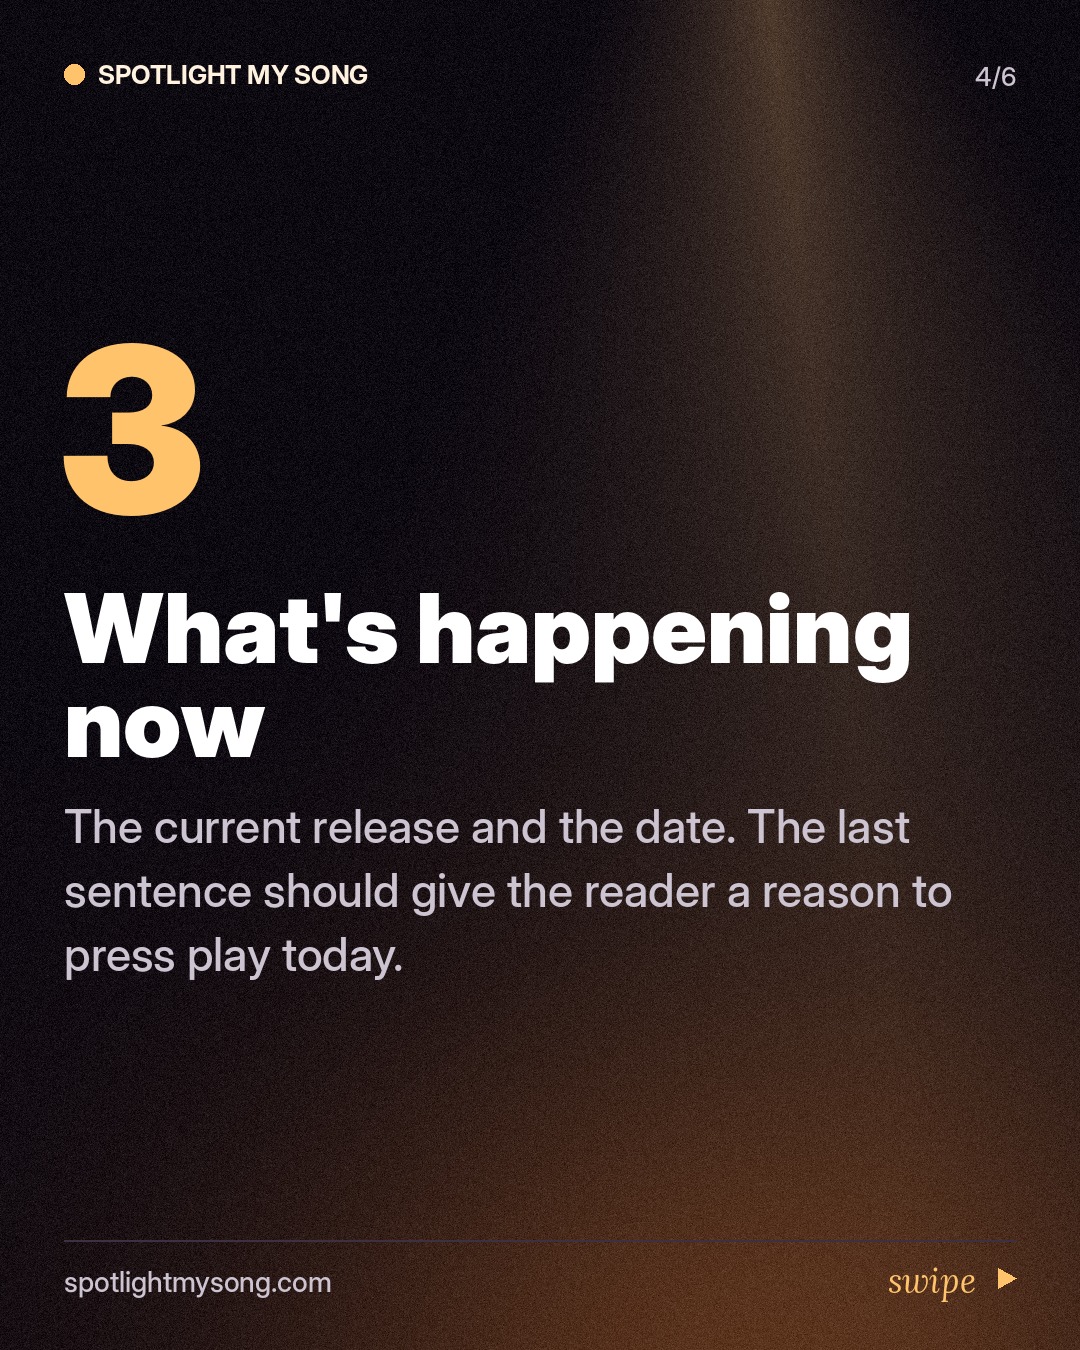 SPOTLIGHT MY SONG
4/6
3
What's happening
now
The current release and the date. The last
sentence should give the reader a reason to
press play today.
spotlightmysong.com
swipe